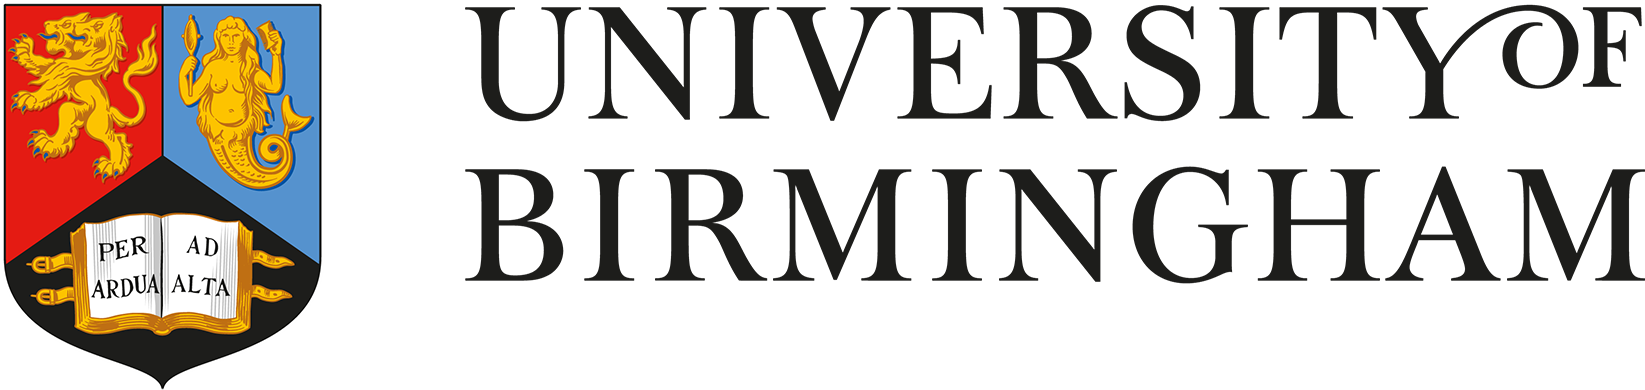 UNIVERSITY OF
BIRMINGHAM
PER ARDUA
AD ALTA